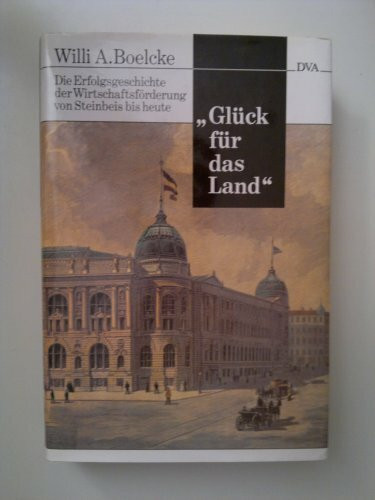 Willi A. Boelcke
DVA
Die Erfolgsgeschichte
der Wirtschaftsförderung
von Steinbeis bis heute
„Glück
für
das
Land“